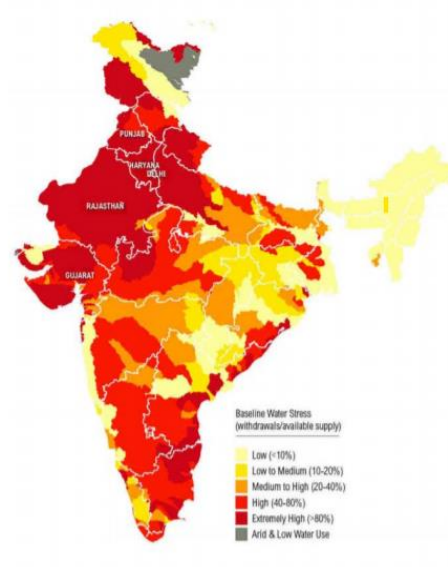 PUNJAB
HARYANA
DELHI
RAJASTHAN
GUJARAT
Baseline Water Stress
(withdrawals/available supply)
Low (<10%)
Low to Medium (10-20%)
Medium to High (20-40%)
High (40-80%)
Extremely High (>80%)
Arid & Low Water Use